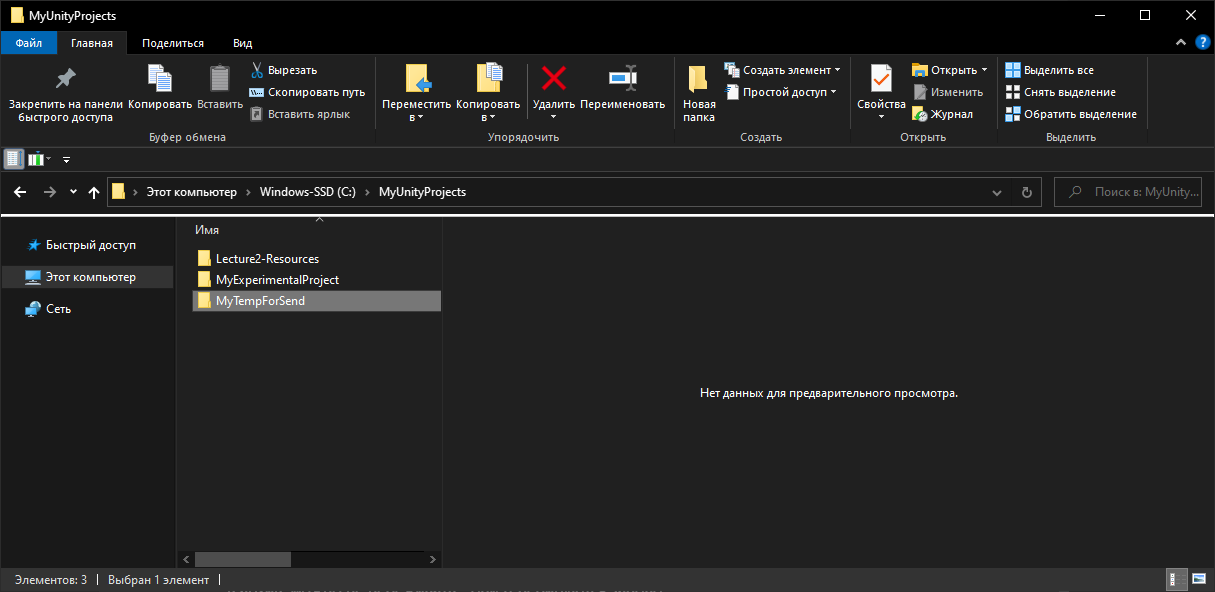 MyUnityProjects
Файл Главная Поделиться Вид
Закрепить на панели быстрого доступа
Копировать
Вставить
Вырезать
Скопировать путь
Вставить ярлык
Буфер обмена
Переместить в
Копировать в
Удалить
Переименовать
Упорядочить
Новая папка
Создать элемент
Простой доступ
Создать
Свойства
Открыть
Изменить
Журнал
Открыть
Выделить все
Снять выделение
Обратить выделение
Выделить
Этот компьютер > Windows-SSD (C:) > MyUnityProjects
Поиск в: MyUnity...
Быстрый доступ
Этот компьютер
Сеть
Имя
Lecture2-Resources
MyExperimentalProject
MyTempForSend
Нет данных для предварительного просмотра.
Элементов: 3 | Выбран 1 элемент |